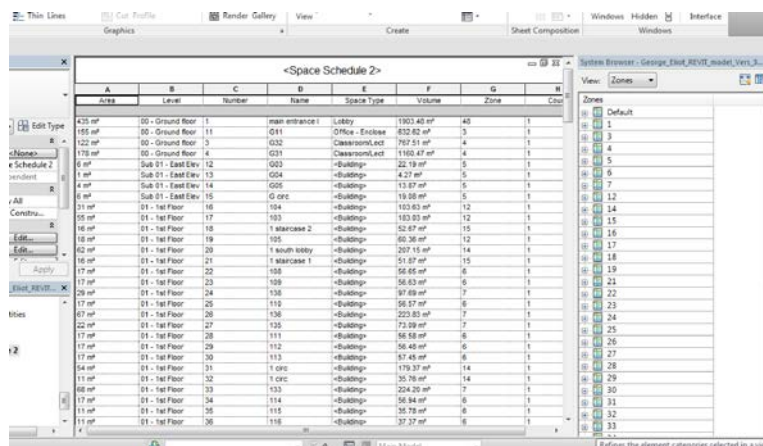 Thin Lines
Cut Profile
Render Gallery
View
Windows Hidden
Interface
Graphics
Create
Sheet Composition
Windows
<Space Schedule 2>
System Browser - George_Eliot_REVIT_model_Vers_3...
View: Zones
Edit Type
<None>
e Schedule 2
pendent
All
Constru...
Edit...
Edit...
Apply
Eliot_REVIT...
A B C D E F G H
Area Level Number Name Space Type Volume Zone Cou
435 m² 00 - Ground floor 1 main entrance l Lobby 1903.40 m³ 48 1
155 m² 00 - Ground floor 11 G11 Office - Enclose 632.62 m³ 3 1
122 m² 00 - Ground floor 3 G32 Classroom/Lect 767.51 m³ 4 1
178 m² 00 - Ground floor 4 G31 Classroom/Lect 1160.47 m³ 4 1
6 m² Sub 01 - East Elev 12 G03 <Building> 22.19 m³ 5 1
1 m² Sub 01 - East Elev 13 G04 <Building> 4.27 m³ 5 1
4 m² Sub 01 - East Elev 14 G05 <Building> 13.87 m³ 5 1
6 m² Sub 01 - East Elev 15 G circ <Building> 19.08 m³ 5 1
31 m² 01 - 1st Floor 16 104 <Building> 103.63 m³ 12 1
55 m² 01 - 1st Floor 17 103 <Building> 183.03 m³ 12 1
16 m² 01 - 1st Floor 18 1 staircase 2 <Building> 52.67 m³ 15 1
18 m² 01 - 1st Floor 19 105 <Building> 60.36 m³ 12 1
62 m² 01 - 1st Floor 20 1 south lobby <Building> 207.15 m³ 14 1
16 m² 01 - 1st Floor 21 1 staircase 1 <Building> 51.87 m³ 15 1
17 m² 01 - 1st Floor 22 108 <Building> 56.65 m³ 6 1
17 m² 01 - 1st Floor 23 109 <Building> 56.63 m³ 6 1
29 m² 01 - 1st Floor 24 138 <Building> 97.69 m³ 7 1
17 m² 01 - 1st Floor 25 110 <Building> 56.57 m³ 6 1
67 m² 01 - 1st Floor 26 136 <Building> 223.83 m³ 7 1
22 m² 01 - 1st Floor 27 135 <Building> 73.09 m³ 7 1
17 m² 01 - 1st Floor 28 111 <Building> 56.58 m³ 6 1
17 m² 01 - 1st Floor 29 112 <Building> 56.48 m³ 6 1
17 m² 01 - 1st Floor 30 113 <Building> 57.45 m³ 6 1
54 m² 01 - 1st Floor 31 1 circ <Building> 179.37 m³ 14 1
11 m² 01 - 1st Floor 32 1 circ <Building> 35.76 m³ 14 1
68 m² 01 - 1st Floor 33 133 <Building> 224.20 m³ 7 1
17 m² 01 - 1st Floor 34 114 <Building> 56.94 m³ 6 1
11 m² 01 - 1st Floor 35 115 <Building> 35.78 m³ 6 1
11 m² 01 - 1st Floor 36 116 <Building> 37.37 m³ 6 1
Zones
Default
1
3
4
5
6
7
12
14
15
16
17
18
19
21
22
23
24
25
26
27
28
29
30
31
32
33
Main Model
Refines the element categories selected in a vie